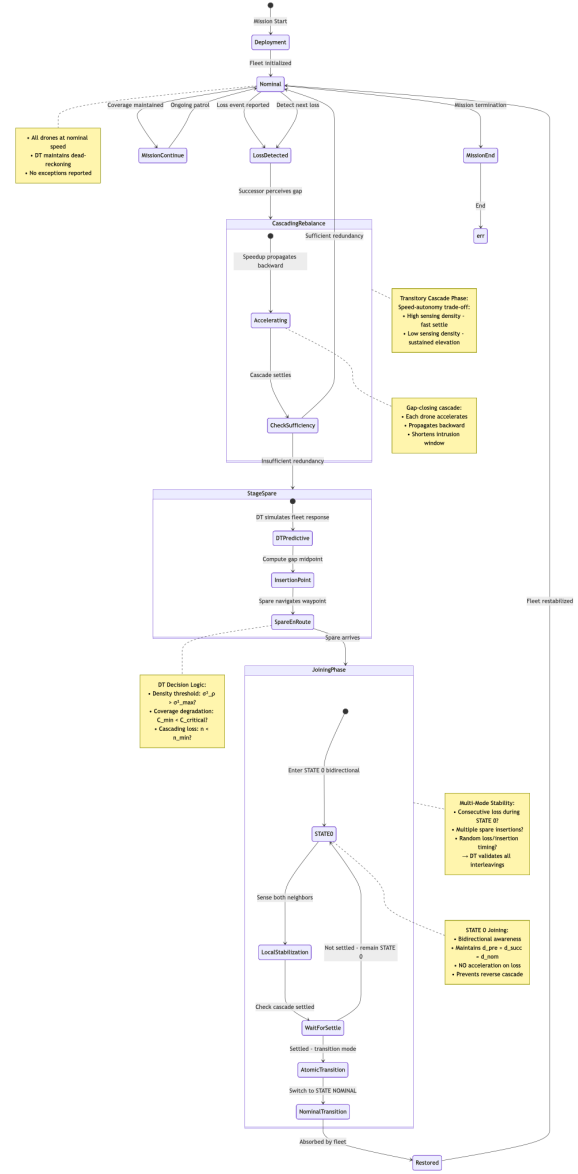 Mission Start
Deployment
Fleet Initialized
Nominal
Coverage maintained
Ongoing patrol
Loss event reported
Detect next loss
Mission termination
• All drones at nominal
speed
• DT maintains dead-
reckoning
• No exceptions reported
MissionContinue
LossDetected
MissionEnd
Successor perceives gap
End
CascadingRebalance
Sufficient redundancy
err
Speedup propagates
backward
Transitory Cascade Phase:
Speed-autonomy trade-off:
• High sensing density -
fast settle
• Low sensing density -
sustained elevation
Accelerating
Cascade settles
Gap-closing cascade:
• Each drone accelerates
• Propagates backward
• Shortens intrusion
window
CheckSufficiency
Insufficient redundancy
StageSpare
DT simulates fleet response
DTPredictive
Compute gap midpoint
InsertionPoint
Spare navigates waypoint
Fleet restabilized
SpareEnRoute
Spare arrives
JoiningPhase
DT Decision Logic:
• Density threshold: σ²_ρ
> σ²_max?
• Coverage degradation:
C_min < C_critical?
• Cascading loss: n <
n_min?
Enter STATE 0 bidirectional
Multi-Mode Stability:
• Consecutive loss during
STATE 0?
• Multiple spare insertions?
• Random loss/insertion
timing?
→ DT validates all
interleavings
STATE0
Sense both neighbors
STATE 0 Joining:
• Bidirectional awareness
• Maintains d_pre = d_succ
= d_nom
• NO acceleration on loss
• Prevents reverse cascade
LocalStabilization
Not settled - remain STATE
0
Check cascade settled
WaitForSettle
Settled - transition mode
AtomicTransition
Switch to STATE NOMINAL
NominalTransition
Absorbed by fleet
Restored